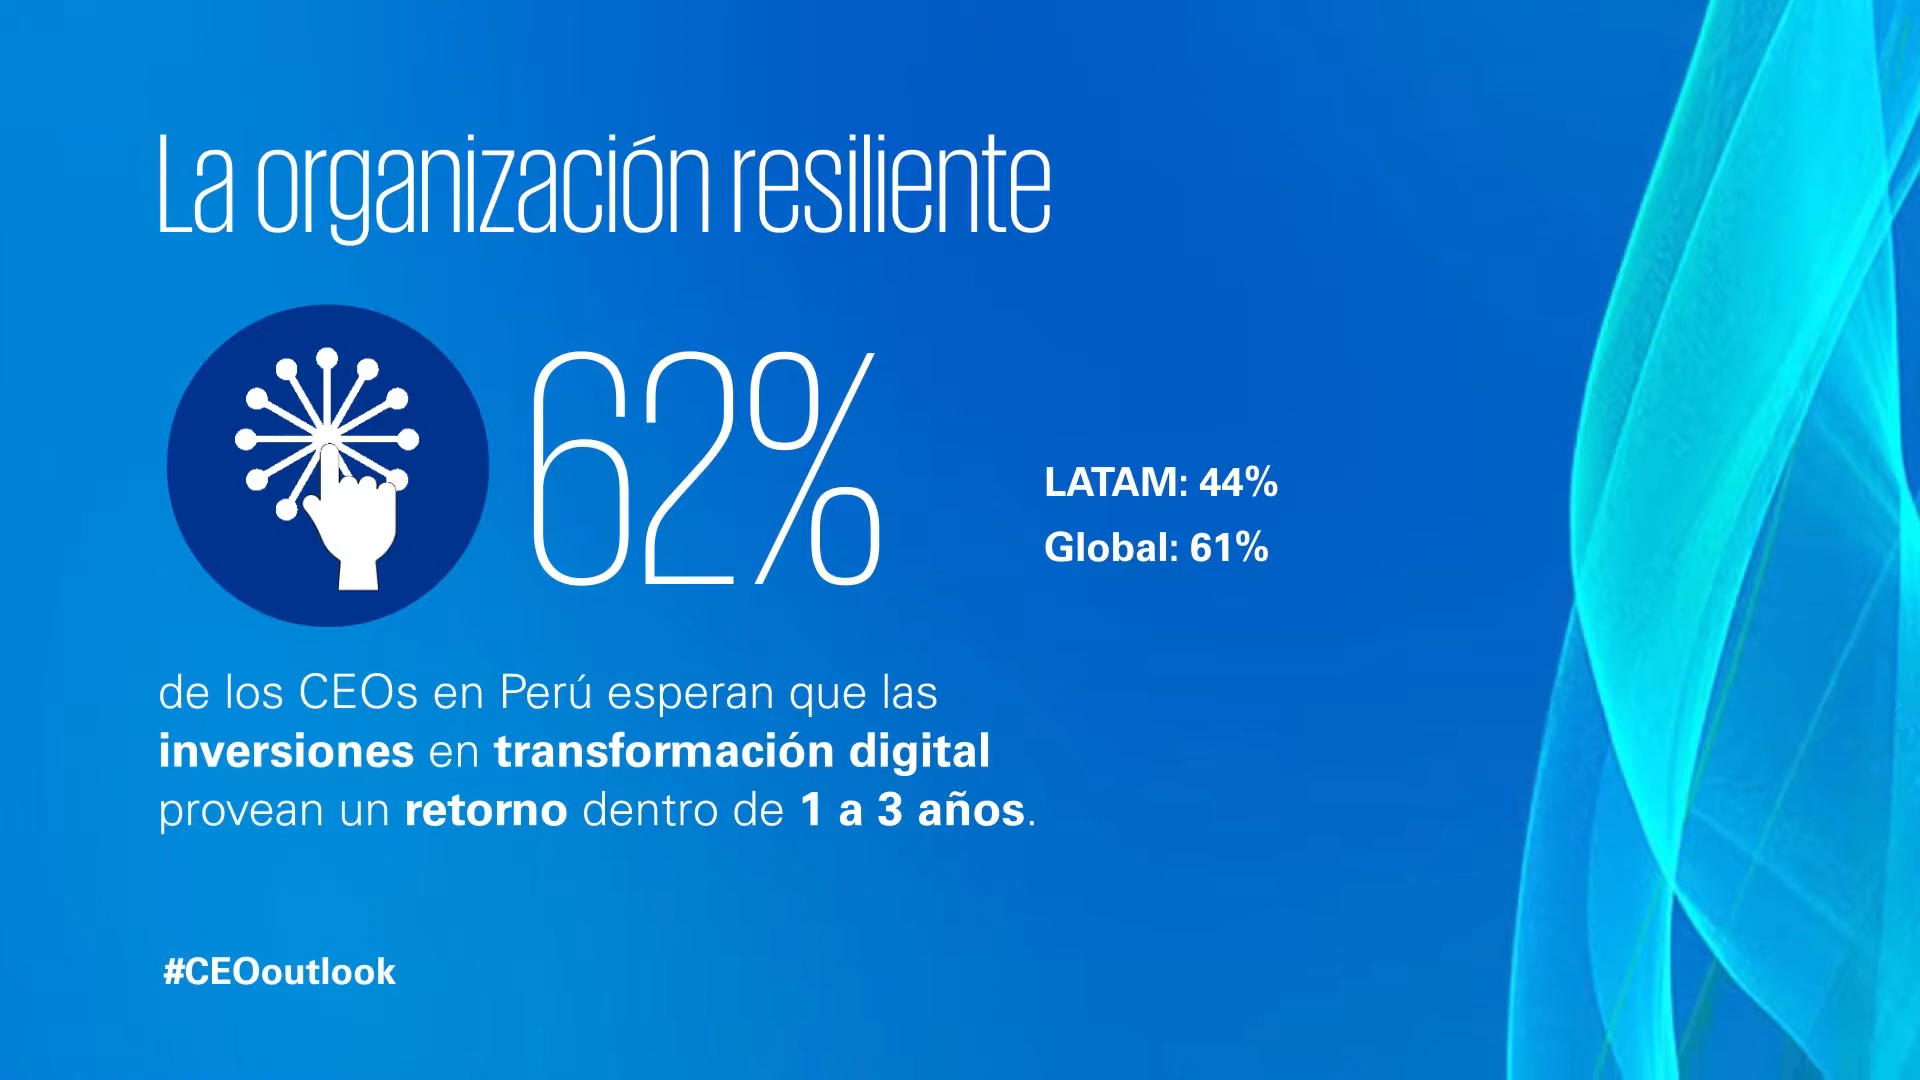 La organización resiliente
62%
LATAM: 44%
Global: 61%
de los CEOs en Perú esperan que las
inversiones en transformación digital
provean un retorno dentro de 1 a 3 años.
#CEOoutlook